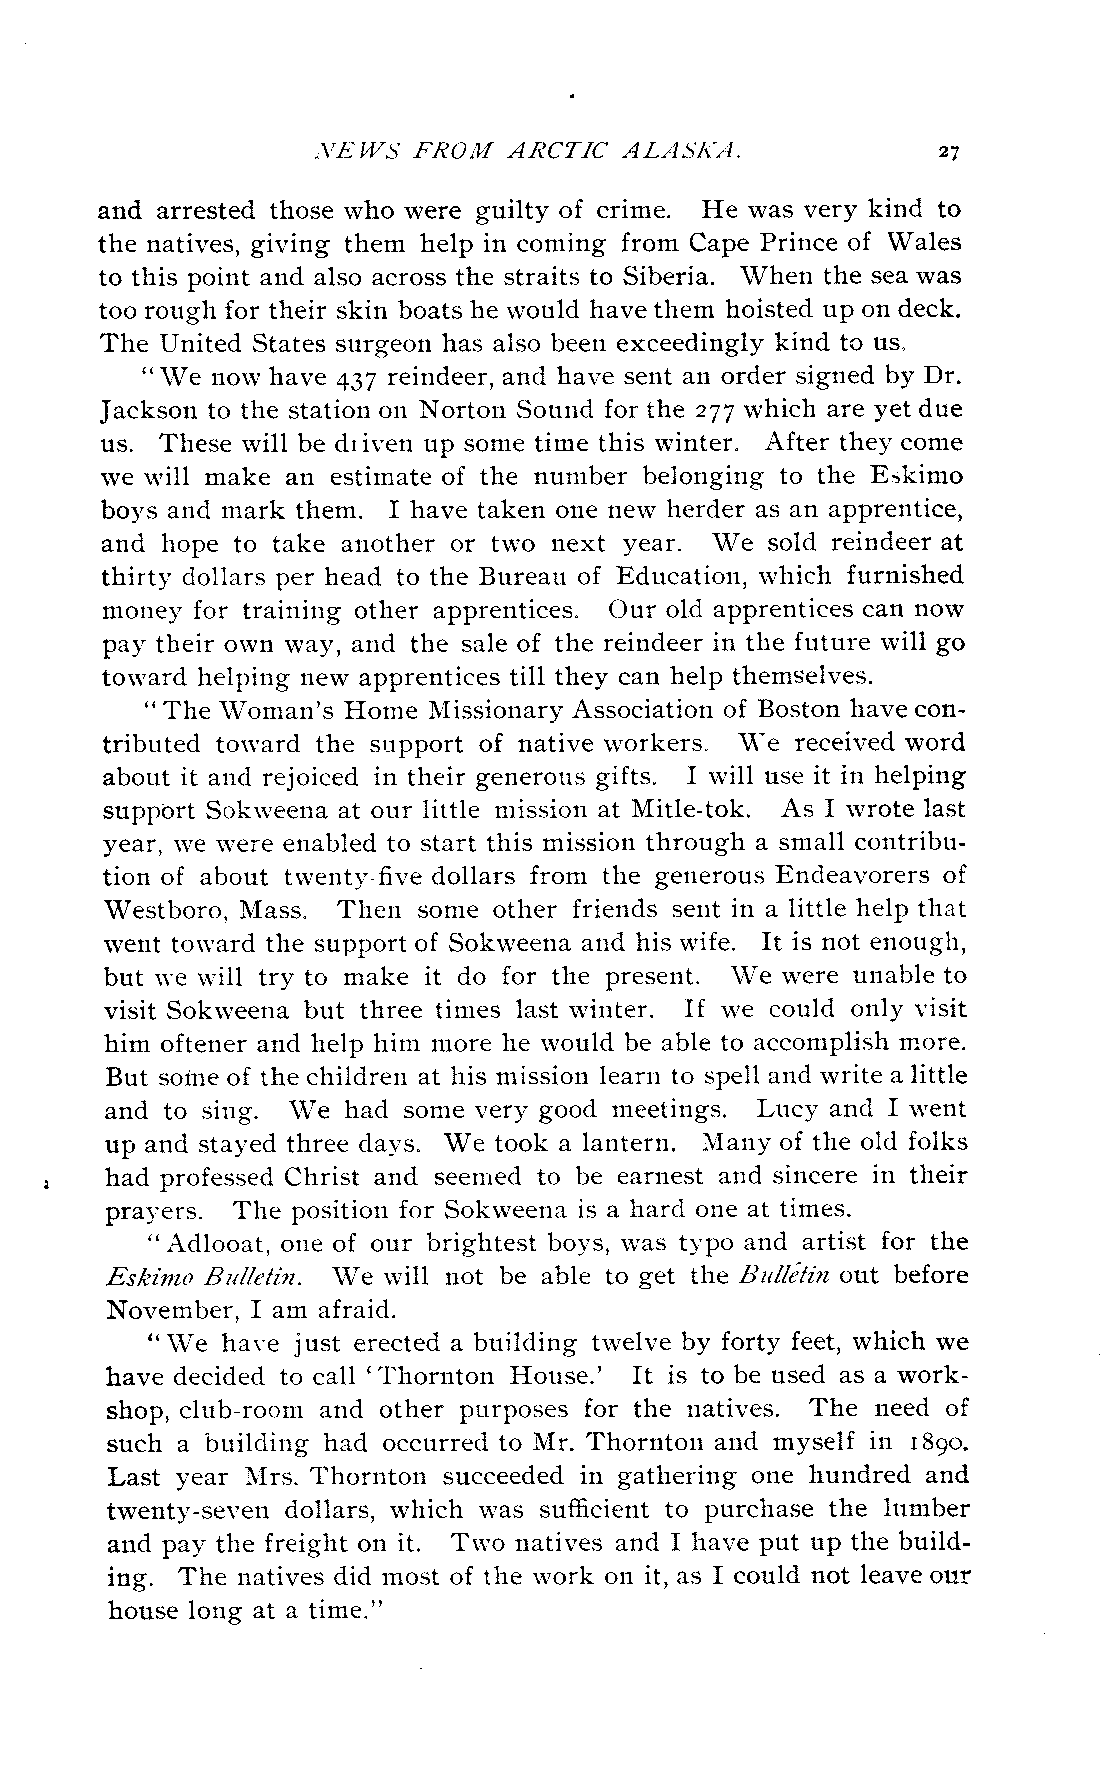 NEWS FROM ARCTIC ALASKA. 27
and arrested those who were guilty of crime. He was very kind to
the natives, giving them help in coming from Cape Prince of Wales
to this point and also across the straits to Siberia. When the sea was
too rough for their skin boats he would have them hoisted up on deck.
The United States surgeon has also been exceedingly kind to us.
"We now have 437 reindeer, and have sent an order signed by Dr.
Jackson to the station on Norton Sound for the 277 which are yet due
us. These will be driven up some time this winter. After they come
we will make an estimate of the number belonging to the Eskimo
boys and mark them. I have taken one new herder as an apprentice,
and hope to take another or two next year. We sold reindeer at
thirty dollars per head to the Bureau of Education, which furnished
money for training other apprentices. Our old apprentices can now
pay their own way, and the sale of the reindeer in the future will go
toward helping new apprentices till they can help themselves.
"The Woman's Home Missionary Association of Boston have con-
tributed toward the support of native workers. We received word
about it and rejoiced in their generous gifts. I will use it in helping
support Sokweena at our little mission at Mitle-tok. As I wrote last
year, we were enabled to start this mission through a small contribu-
tion of about twenty-five dollars from the generous Endeavorers of
Westboro, Mass. Then some other friends sent in a little help that
went toward the support of Sokweena and his wife. It is not enough,
but we will try to make it do for the present. We were unable to
visit Sokweena but three times last winter. If we could only visit
him oftener and help him more he would be able to accomplish more.
But some of the children at his mission learn to spell and write a little
and to sing. We had some very good meetings. Lucy and I went
up and stayed three days. We took a lantern. Many of the old folks
had professed Christ and seemed to be earnest and sincere in their
prayers. The position for Sokweena is a hard one at times.
"Adlooat, one of our brightest boys, was typo and artist for the
Eskimo Bulletin. We will not be able to get the Bulletin out before
November, I am afraid.
"We have just erected a building twelve by forty feet, which we
have decided to call 'Thornton House.' It is to be used as a work-
shop, club-room and other purposes for the natives. The need of
such a building had occurred to Mr. Thornton and myself in 1890.
Last year Mrs. Thornton succeeded in gathering one hundred and
twenty-seven dollars, which was sufficient to purchase the lumber
and pay the freight on it. Two natives and I have put up the build-
ing. The natives did most of the work on it, as I could not leave our
house long at a time."